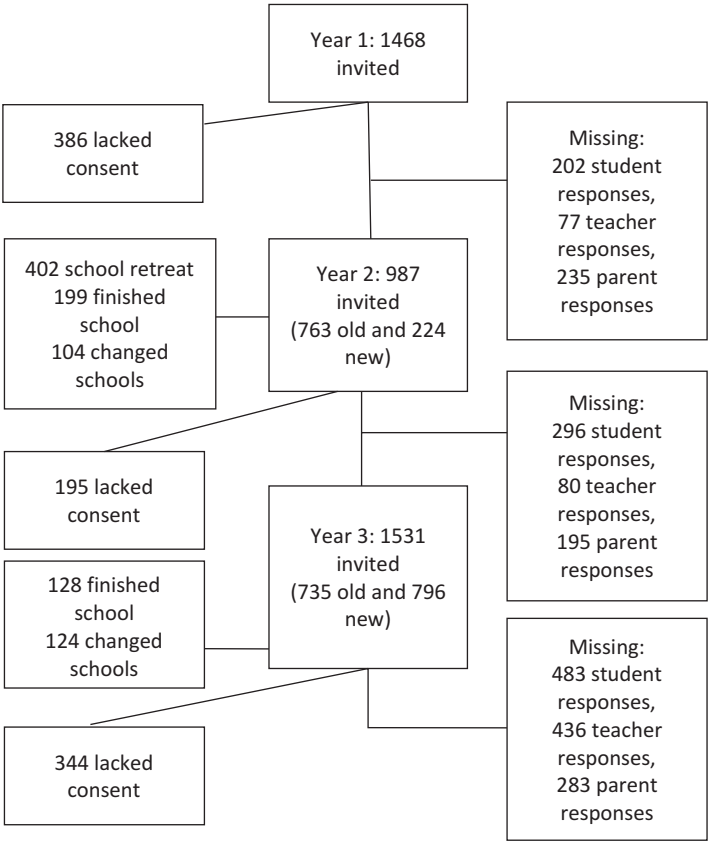 Year 1: 1468
invited
386 lacked
consent
Missing:
202 student
responses,
77 teacher
responses,
235 parent
responses
402 school retreat
199 finished
school
104 changed
schools
Year 2: 987
invited
(763 old and 224
new)
Missing:
296 student
responses,
80 teacher
responses,
195 parent
responses
195 lacked
consent
Year 3: 1531
invited
(735 old and 796
new)
128 finished
school
124 changed
schools
Missing:
483 student
responses,
436 teacher
responses,
283 parent
responses
344 lacked
consent